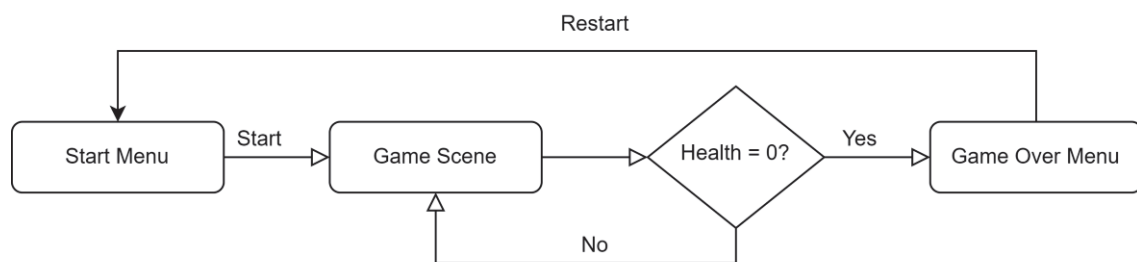 Restart
Start Menu
Start
Game Scene
Health = 0?
Yes
Game Over Menu
No